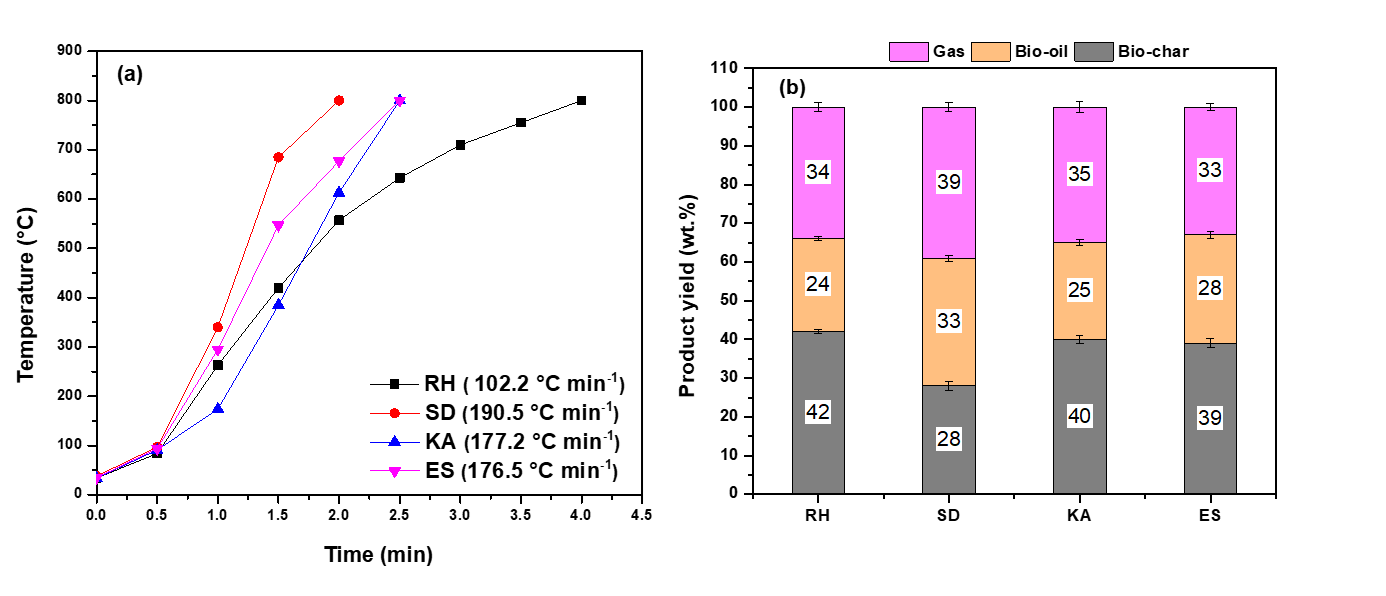 (a)
900
800
700
600
500
400
300
200
100
0
Temperature (°C)
0.0 0.5 1.0 1.5 2.0 2.5 3.0 3.5 4.0 4.5
Time (min)
RH ( 102.2 °C min⁻¹)
SD (190.5 °C min⁻¹)
KA (177.2 °C min⁻¹)
ES (176.5 °C min⁻¹)
Gas Bio-oil Bio-char
(b)
110
100
90
80
70
60
50
40
30
20
10
0
Product yield (wt.%)
34 39 35 33
24 33 25 28
42 28 40 39
RH SD KA ES